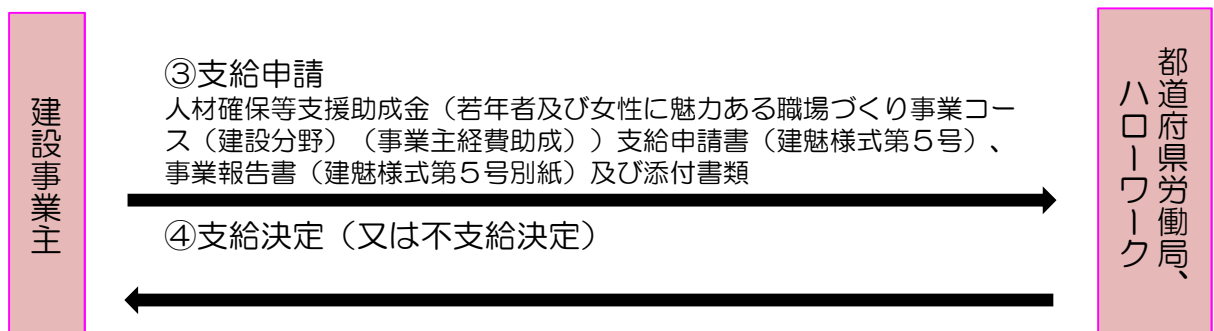 建設事業主
③支給申請
人材確保等支援助成金（若年者及び女性に魅力ある職場づくり事業コー
ス（建設分野）（事業主経費助成））支給申請書（建魅様式第５号）、
事業報告書（建魅様式第５号別紙）及び添付書類
④支給決定（又は不支給決定）
都道府県労働局、
ハローワーク